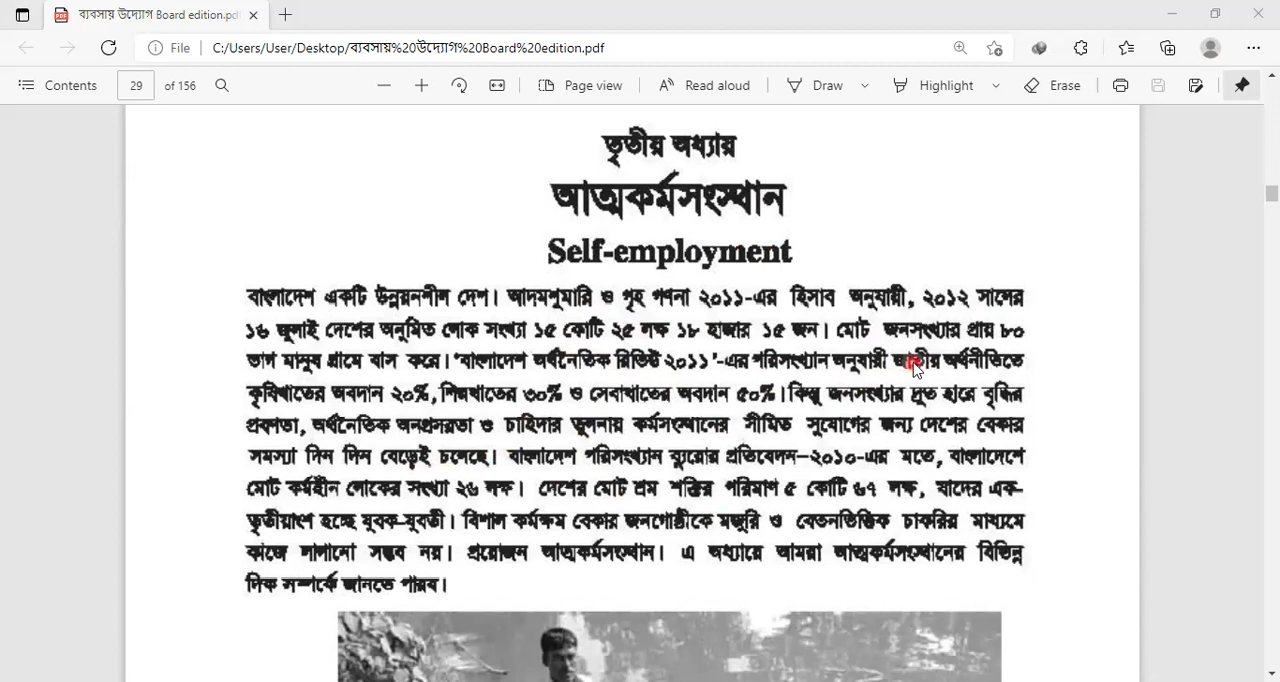 ব্যবসায় উদ্যোগ Board edition.pd
File C:/Users/User/Desktop/ব্যবসায়%20উদ্যোগ%20Board%20edition.pdf
Contents 29 of 156 Page view Read aloud Draw Highlight Erase
তৃতীয় অধ্যায়
আত্মকর্মসংস্থান
Self-employment
বাংলাদেশ একটি উন্নয়নশীল দেশ। আদমশুমারি ও গৃহ গণনা ২০১১-এর হিসাব অনুযায়ী, ২০১২ সালের
১৬ জুলাই দেশের অনুমিত লোক সংখ্যা ১৫ কোটি ২৫ লক্ষ ১৮ হাজার ১৫ জন। মোট জনসংখ্যার প্রায় ৮০
ভাগ মানুষ গ্রামে বাস করে। ‘বাংলাদেশ অর্থনৈতিক রিভিউ ২০১১’-এর পরিসংখ্যান অনুযায়ী জাতীয় অর্থনীতিতে
কৃষিখাতের অবদান ২০%, শিল্পখাতের ৩০% ও সেবাখাতের অবদান ৫০%। কিন্তু জনসংখ্যার দ্রুত হারে বৃদ্ধির
প্রবণতা, অর্থনৈতিক অনগ্রসরতা ও চাহিদার তুলনায় কর্মসংস্থানের সীমিত সুযোগের জন্য দেশের বেকার
সমস্যা দিন দিন বেড়েই চলেছে। বাংলাদেশ পরিসংখ্যান ব্যুরোর প্রতিবেদন–২০১০-এর মতে, বাংলাদেশে
মোট কর্মহীন লোকের সংখ্যা ২৬ লক্ষ। দেশের মোট শ্রম শক্তির পরিমাণ ৫ কোটি ৬৭ লক্ষ, যাদের এক-
তৃতীয়াংশ হচ্ছে যুবক-যুবতী। বিশাল কর্মক্ষম বেকার জনগোষ্ঠীকে মজুরি ও বেতনভিত্তিক চাকরির মাধ্যমে
কাজে লাগানো সম্ভব নয়। প্রয়োজন আত্মকর্মসংস্থান। এ অধ্যায়ে আমরা আত্মকর্মসংস্থানের বিভিন্ন
দিক সম্পর্কে জানতে পারব।